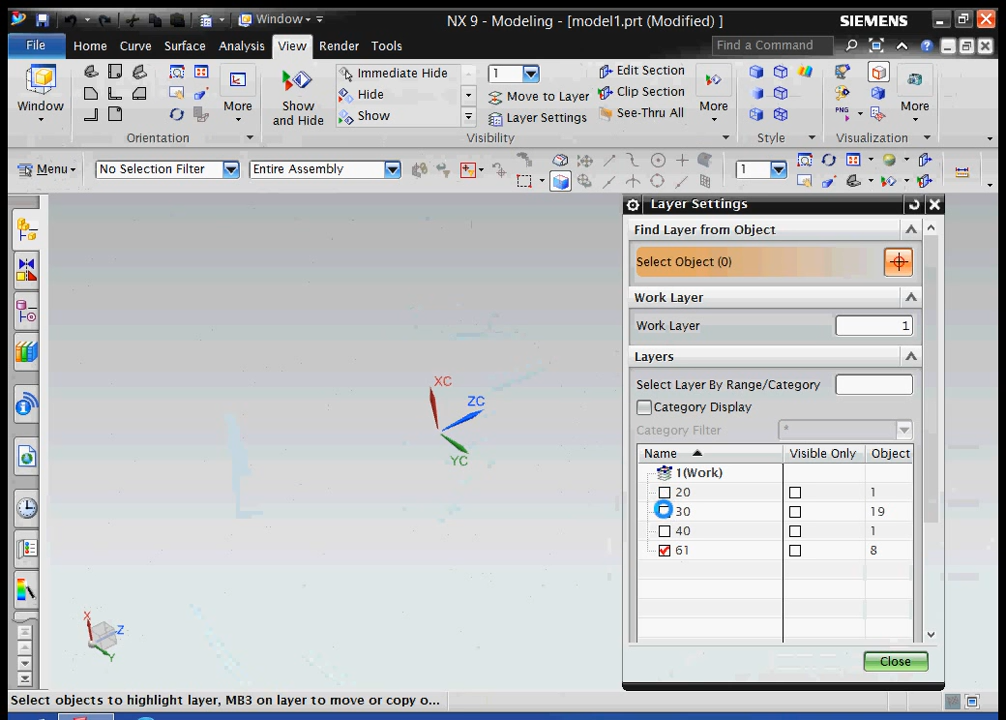 Window
NX 9 - Modeling - [model1.prt (Modified) ]
SIEMENS
File
Home
Curve
Surface
Analysis
View
Render
Tools
Find a Command
Window
More
Orientation
Show
and Hide
Immediate Hide
Hide
Show
1
Move to Layer
Layer Settings
Visibility
Edit Section
Clip Section
See-Thru All
More
Style
PNG
More
Visualization
Menu
No Selection Filter
Entire Assembly
1
Layer Settings
Find Layer from Object
Select Object (0)
Work Layer
Work Layer
1
Layers
Select Layer By Range/Category
Category Display
Category Filter
*
Name
Visible Only
Object
1(Work)
20
1
30
19
40
1
61
8
Close
XC
ZC
YC
X
Z
Y
Select objects to highlight layer, MB3 on layer to move or copy o...